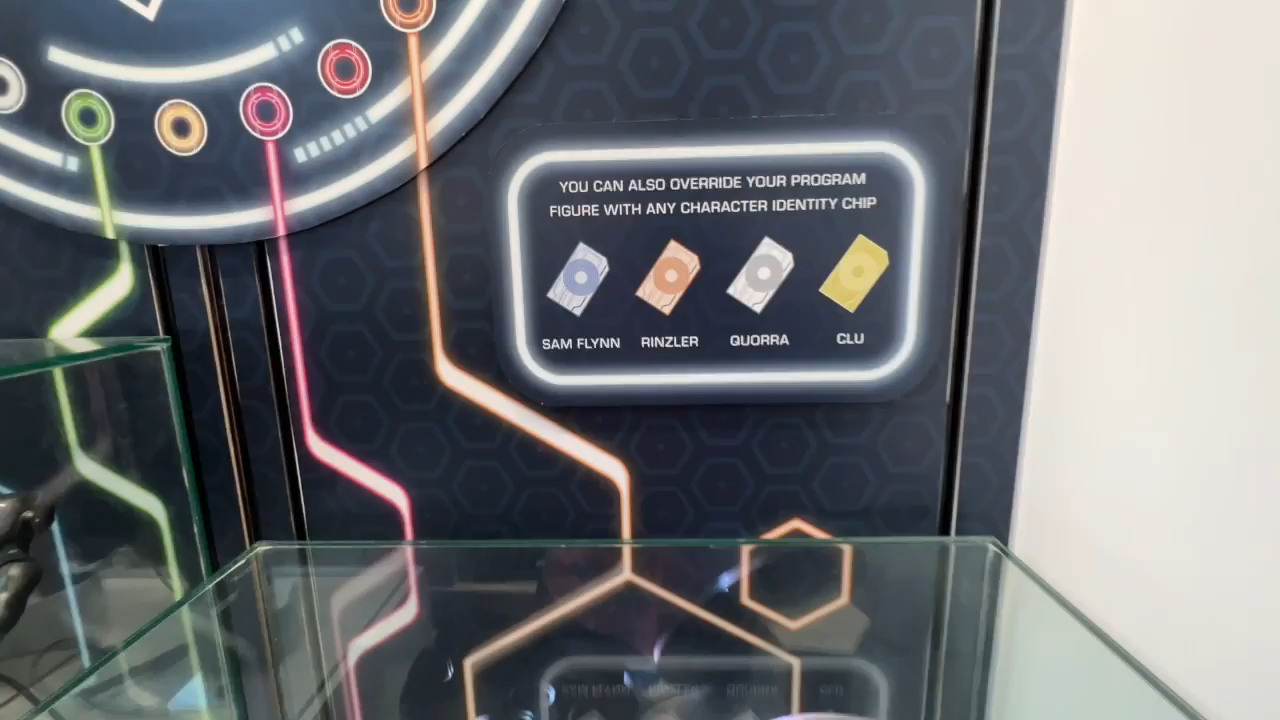 YOU CAN ALSO OVERRIDE YOUR PROGRAM
FIGURE WITH ANY CHARACTER IDENTITY CHIP
SAM FLYNN RINZLER QUORRA CLU